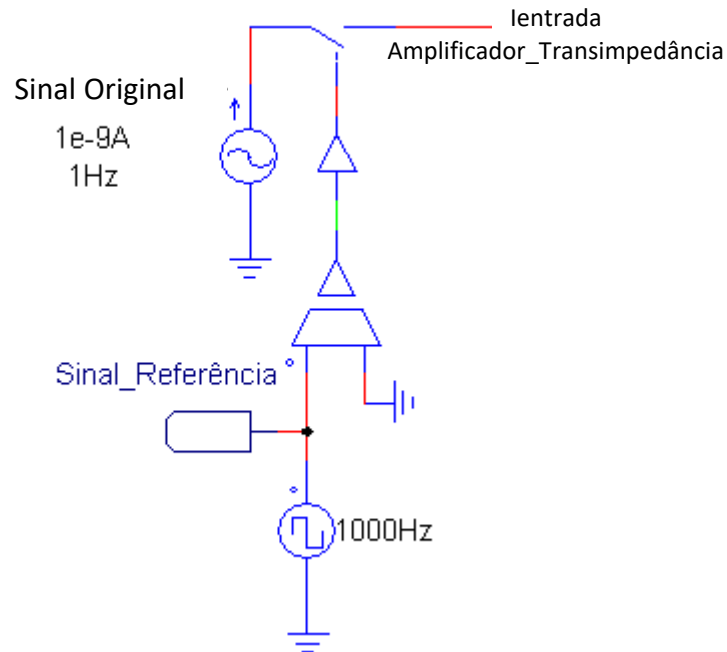 Ientrada
Amplificador_Transimpedância
Sinal Original
1e-9A
1Hz
Sinal_Referência
1000Hz